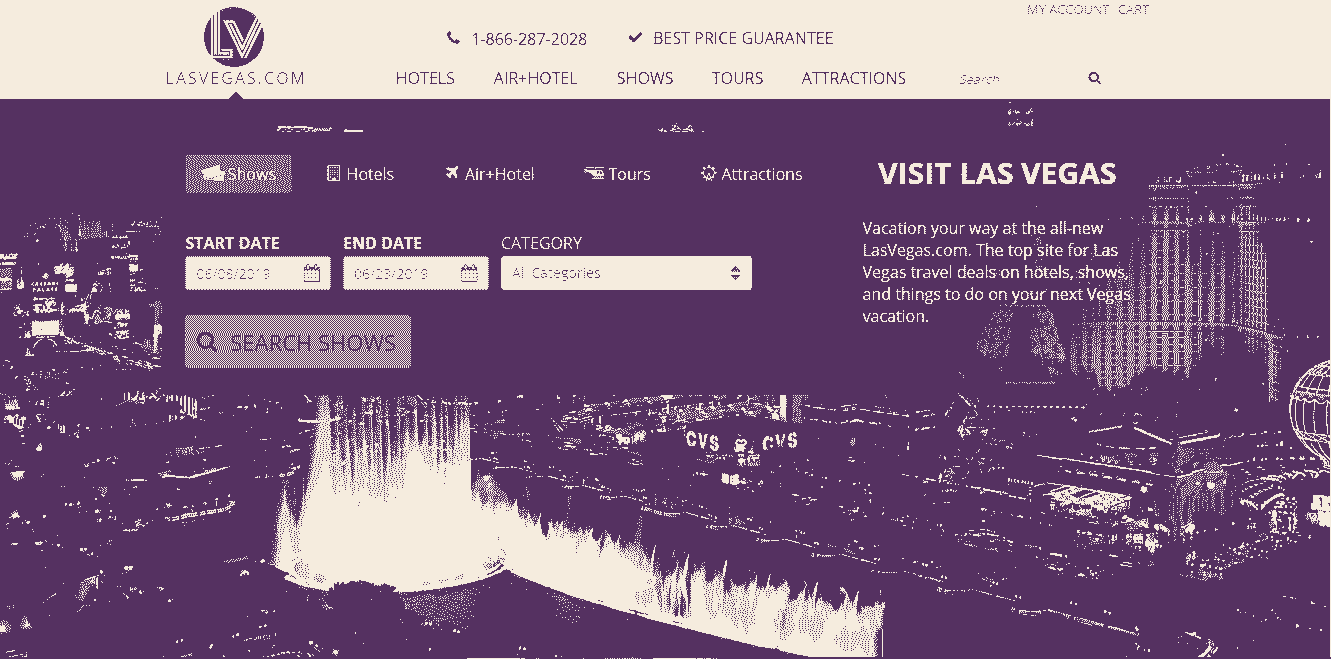 MY ACCOUNT CART
LV
LASVEGAS.COM
1-866-287-2028 BEST PRICE GUARANTEE
HOTELS AIR+HOTEL SHOWS TOURS ATTRACTIONS Search
Shows Hotels Air+Hotel Tours Attractions
VISIT LAS VEGAS
START DATE END DATE CATEGORY
06/09/2019 06/23/2019 All Categories
SEARCH SHOWS
Vacation your way at the all-new
LasVegas.com. The top site for Las
Vegas travel deals on hotels, shows,
and things to do on your next Vegas
vacation.
CAESARS
PALACE
CVS CVS